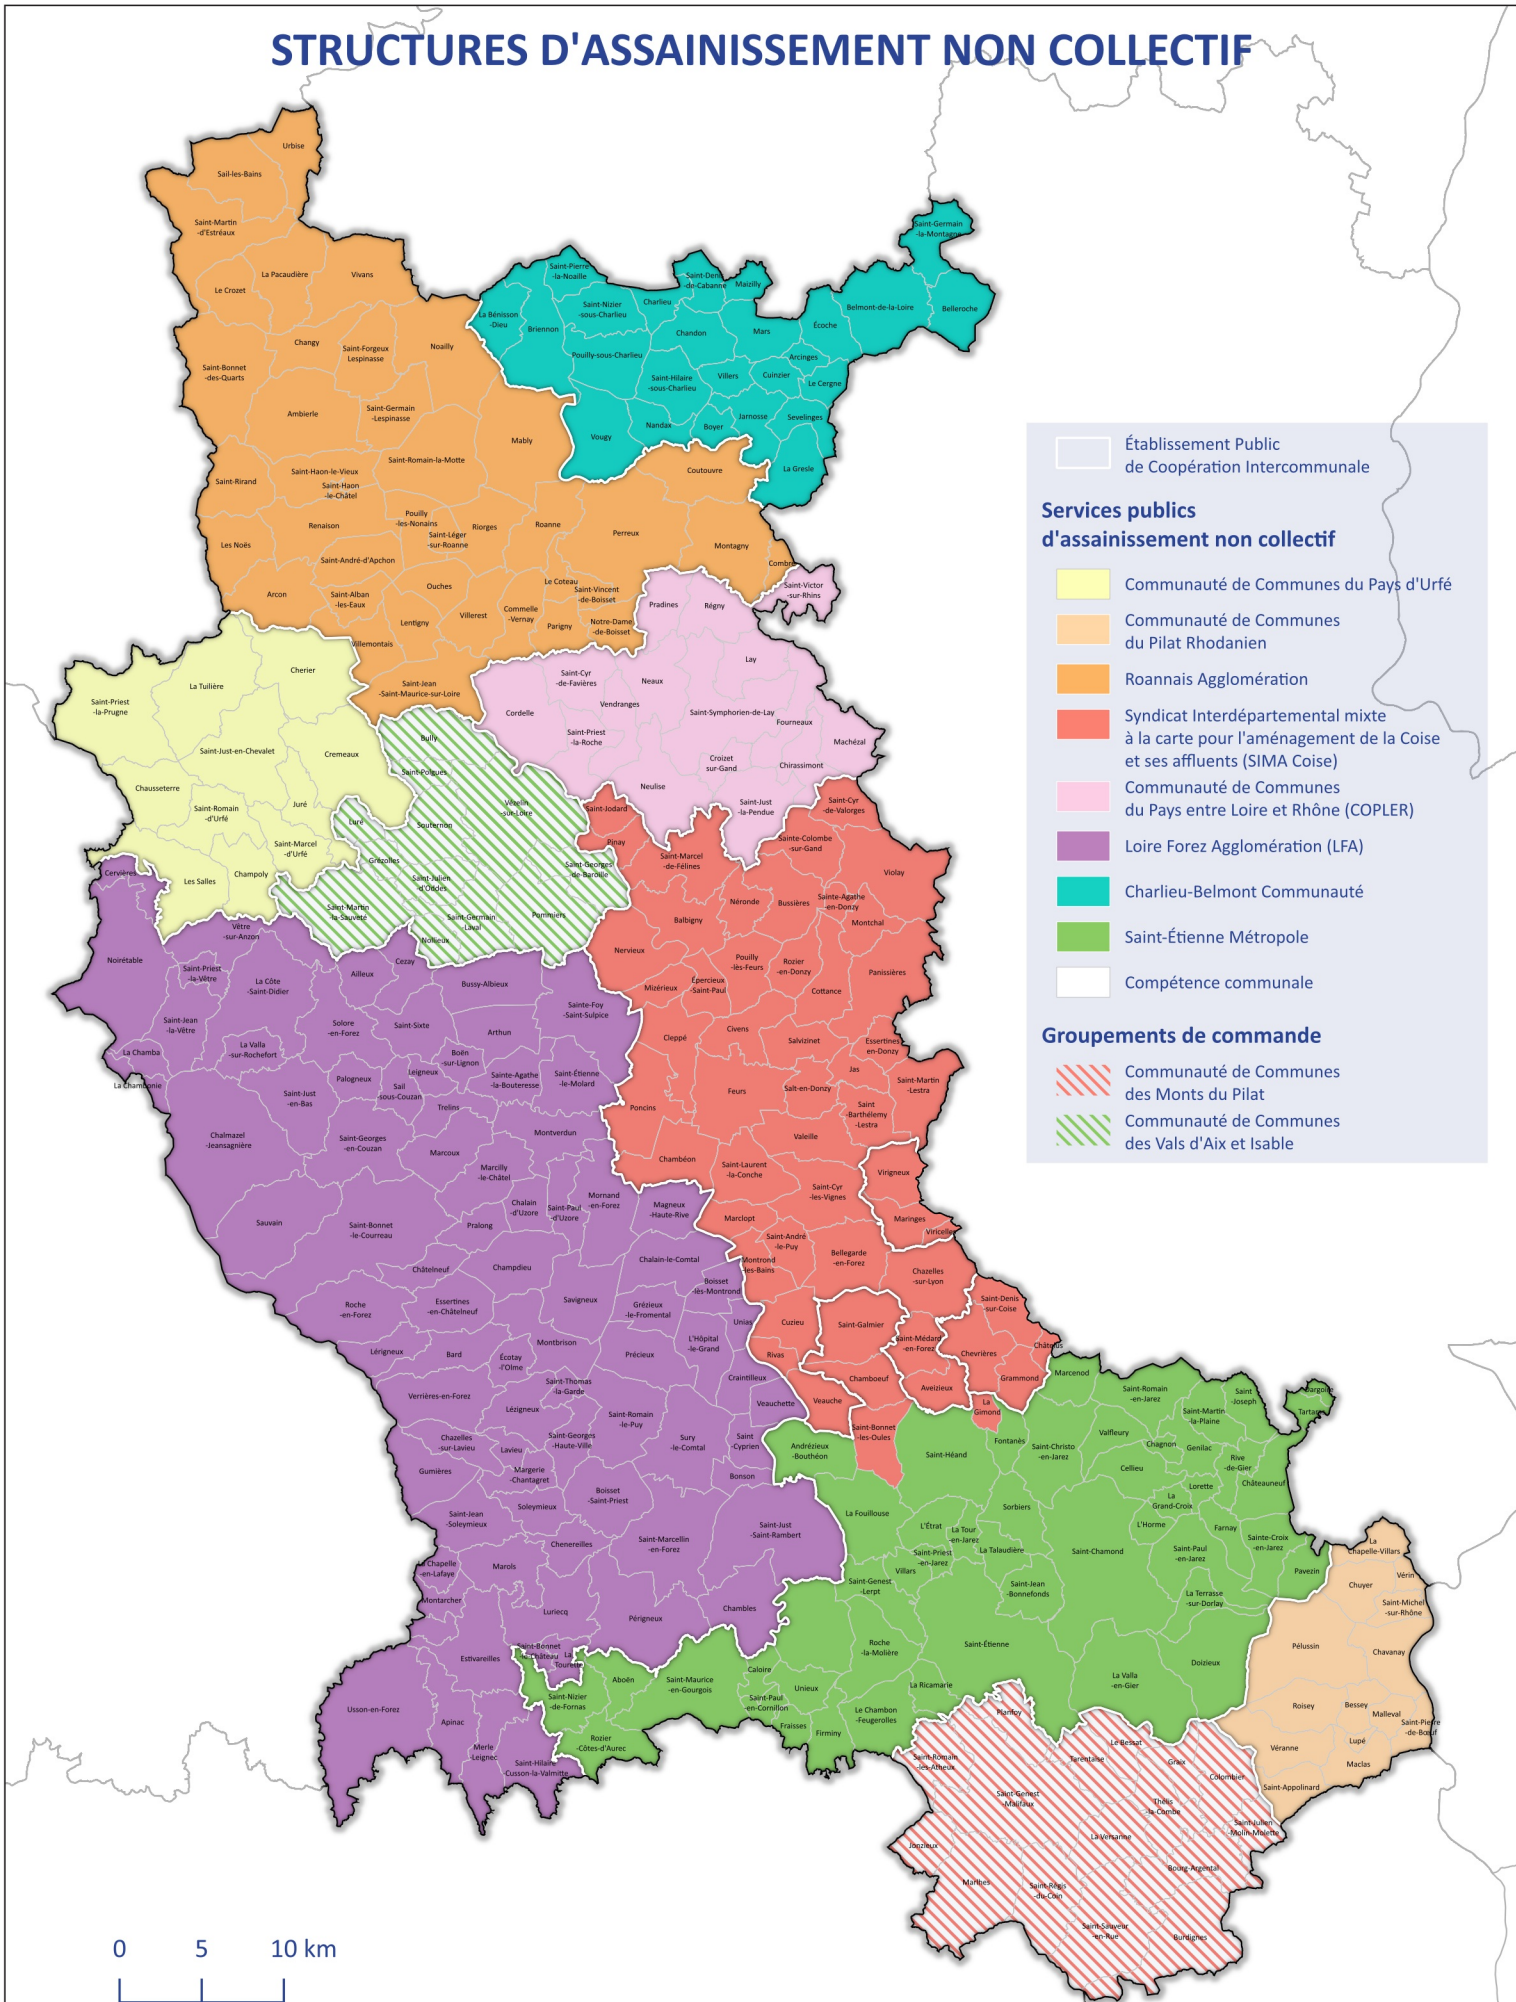 STRUCTURES D'ASSAINISSEMENT NON COLLECTIF
Urbise
Sail-les-Bains
Saint-Martin
-d'Estréaux
La Pacaudière
Vivans
Le Crozet
Changy
Saint-Forgeux
Lespinasse
Noailly
Saint-Bonnet
-des-Quarts
Ambierle
Saint-Germain
-Lespinasse
Mably
Saint-Romain-la-Motte
Saint-Haon-le-Vieux
Saint-Haon
-le-Châtel
Saint-Rirand
Renaison
Pouilly
-les-Nonains
Saint-Léger
-sur-Roanne
Riorges
Roanne
Perreux
Coutouvre
Montagny
Combre
Les Noës
Saint-André-d'Apchon
Arcon
Saint-Alban
-les-Eaux
Ouches
Lentigny
Villerest
Commelle
-Vernay
Le Coteau
Saint-Vincent
-de-Boisset
Parigny
Notre-Dame
-de-Boisset
Villemontais
Saint-Jean
-Saint-Maurice-sur-Loire
Saint-Germain
-la-Montagne
Saint-Pierre
-la-Noaille
Saint-Denis
-de-Cabanne
Maizilly
Belmont-de-la-Loire
Belleroche
La Bénisson
-Dieu
Briennon
Saint-Nizier
-sous-Charlieu
Charlieu
Chandon
Mars
Écoche
Pouilly-sous-Charlieu
Arcinges
Saint-Hilaire
-sous-Charlieu
Villers
Cuinzier
Le Cergne
Vougy
Nandax
Boyer
Jarnosse
Sevelinges
La Gresle
Saint-Victor
-sur-Rhins
Pradines
Régny
Lay
Saint-Cyr
-de-Favières
Neaux
Vendranges
Cordelle
Saint-Priest
-la-Roche
Saint-Symphorien-de-Lay
Fourneaux
Machézal
Croizet
sur-Gand
Chirassimont
Neulise
Saint-Just
-la-Pendue
Cherier
La Tuilière
Saint-Priest
-la-Prugne
Saint-Just-en-Chevalet
Cremeaux
Chausseterre
Saint-Romain
-d'Urfé
Juré
Saint-Marcel
-d'Urfé
Les Salles
Champoly
Bully
Saint-Polgues
Vézelin
-sur-Loire
Luré
Souternon
Grézolles
Saint-Julien
-d'Oddes
Saint-Georges
-de-Baroille
Saint-Martin
-la-Sauveté
Saint-Germain
-Laval
Pommiers
Nollieux
Saint-Jodard
Pinay
Saint-Cyr
-de-Valorges
Sainte-Colombe
-sur-Gand
Saint-Marcel
-de-Félines
Violay
Néronde
Bussières
Sainte-Agathe
-en-Donzy
Balbigny
Montchal
Nervieux
Pouilly
-lès-Feurs
Rozier
-en-Donzy
Panissières
Mizérieux
Épercieux
-Saint-Paul
Cottance
Cleppé
Civens
Salvizinet
Essertines
en-Donzy
Jas
Saint-Martin
-Lestra
Feurs
Salt-en-Donzy
Poncins
Saint
-Barthélemy
-Lestra
Valeille
Chambéon
Saint-Laurent
-la-Conche
Saint-Cyr
-les-Vignes
Virigneux
Marclopt
Maringes
Viricelles
Saint-André
-le-Puy
Montrond
-les-Bains
Bellegarde
-en-Forez
Chazelles
-sur-Lyon
Saint-Denis
-sur-Coise
Cuzieu
Saint-Galmier
Saint-Médard
-en-Forez
Chevrières
Châtelus
Rivas
Chamboeuf
Aveizieux
Grammond
Veauche
La
Gimond
Saint-Bonnet
-les-Oules
Cervières
Vêtre
-sur-Anzon
Noirétable
Saint-Priest
-la-Vêtre
La Côte
-Saint-Didier
Ailleux
Cezay
Bussy-Albieux
Sainte-Foy
-Saint-Sulpice
Saint-Jean
-la-Vêtre
Solore
-en-Forez
Saint-Sixte
Arthun
La Chamba
La Valla
-sur-Rochefort
Boën
-sur-Lignon
La Chambonie
Palogneux
Leigneux
Sail
-sous-Couzan
Sainte-Agathe
-la-Bouteresse
Saint-Étienne
-le-Molard
Saint-Just
-en-Bas
Trelins
Chalmazel
-Jeansagnière
Saint-Georges
-en-Couzan
Marcoux
Montverdun
Marcilly
-le-Châtel
Sauvain
Saint-Bonnet
-le-Courreau
Pralong
Chalain
-d'Uzore
Saint-Paul
-d'Uzore
Mornand
-en-Forez
Magneux
-Haute-Rive
Châtelneuf
Champdieu
Chalain-le-Comtal
Boisset
-lès-Montrond
Roche
-en-Forez
Essertines
-en-Châtelneuf
Savigneux
Grézieux
-le-Fromental
Unias
Lérigneux
Bard
Écotay
-l'Olme
Montbrison
Précieux
L'Hôpital
-le-Grand
Craintilleux
Verrières-en-Forez
Saint-Thomas
-la-Garde
Lézigneux
Saint-Romain
-le-Puy
Veauchette
Chazelles
-sur-Lavieu
Lavieu
Saint-Georges
-Haute-Ville
Sury
-le-Comtal
Saint
-Cyprien
Gumières
Margerie
-Chantagret
Bonson
Boisset
-Saint-Priest
Soleymieux
Saint-Jean
-Soleymieux
Saint-Just
-Saint-Rambert
Chenereilles
Saint-Marcellin
-en-Forez
La Chapelle
-en-Lafaye
Marols
Montarcher
Luriecq
Périgneux
Chambles
Estivareilles
Saint-Bonnet
-le-Château
La
Tourette
Usson-en-Forez
Apinac
Merle
-Leignec
Saint-Hilaire
-Cusson-la-Valmitte
Marcenod
Saint-Romain
-en-Jarez
Saint
-Joseph
Dargoire
Tartaras
Andrézieux
-Bouthéon
Saint-Héand
Fontanès
Saint-Christo
-en-Jarez
Valfleury
Saint-Martin
-la-Plaine
Chagnon
Genilac
Rive
-de-Gier
Cellieu
Lorette
Châteauneuf
La Fouillouse
Sorbiers
La
Grand-Croix
L'Étrat
La Tour
-en-Jarez
L'Horme
Farnay
Sainte-Croix
-en-Jarez
Saint-Priest
-en-Jarez
La Talaudière
Saint-Chamond
Saint-Paul
-en-Jarez
Pavezin
Villars
Saint-Genest
-Lerpt
Saint-Jean
-Bonnefonds
La Terrasse
-sur-Dorlay
Roche
-la-Molière
Saint-Étienne
Doizieux
La Valla
-en-Gier
Aboën
Saint-Maurice
-en-Gourgois
Caloire
Saint-Paul
-en-Cornillon
Unieux
Le Chambon
-Feugerolles
La Ricamarie
Fraisses
Firminy
Saint-Nizier
-de-Fornas
Rozier
-Côtes-d'Aurec
La
Chapelle-Villars
Chuyer
Vérin
Saint-Michel
-sur-Rhône
Pélussin
Chavanay
Roisey
Bessey
Malleval
Saint-Pierre
-de-Bœuf
Véranne
Lupé
Maclas
Saint-Appolinard
Planfoy
Saint-Romain
-les-Atheux
Tarentaise
Le Bessat
Graix
Colombier
Saint-Genest
-Malifaux
Thélis
-la-Combe
Saint-Julien
-Molin-Molette
La Versanne
Jonzieux
Bourg-Argental
Marlhes
Saint-Régis
-du-Coin
Saint-Sauveur
-en-Rue
Burdignes
Établissement Public
de Coopération Intercommunale
Services publics
d'assainissement non collectif
Communauté de Communes du Pays d'Urfé
Communauté de Communes
du Pilat Rhodanien
Roannais Agglomération
Syndicat Interdépartemental mixte
à la carte pour l'aménagement de la Coise
et ses affluents (SIMA Coise)
Communauté de Communes
du Pays entre Loire et Rhône (COPLER)
Loire Forez Agglomération (LFA)
Charlieu-Belmont Communauté
Saint-Étienne Métropole
Compétence communale
Groupements de commande
Communauté de Communes
des Monts du Pilat
Communauté de Communes
des Vals d'Aix et Isable
0 5 10 km